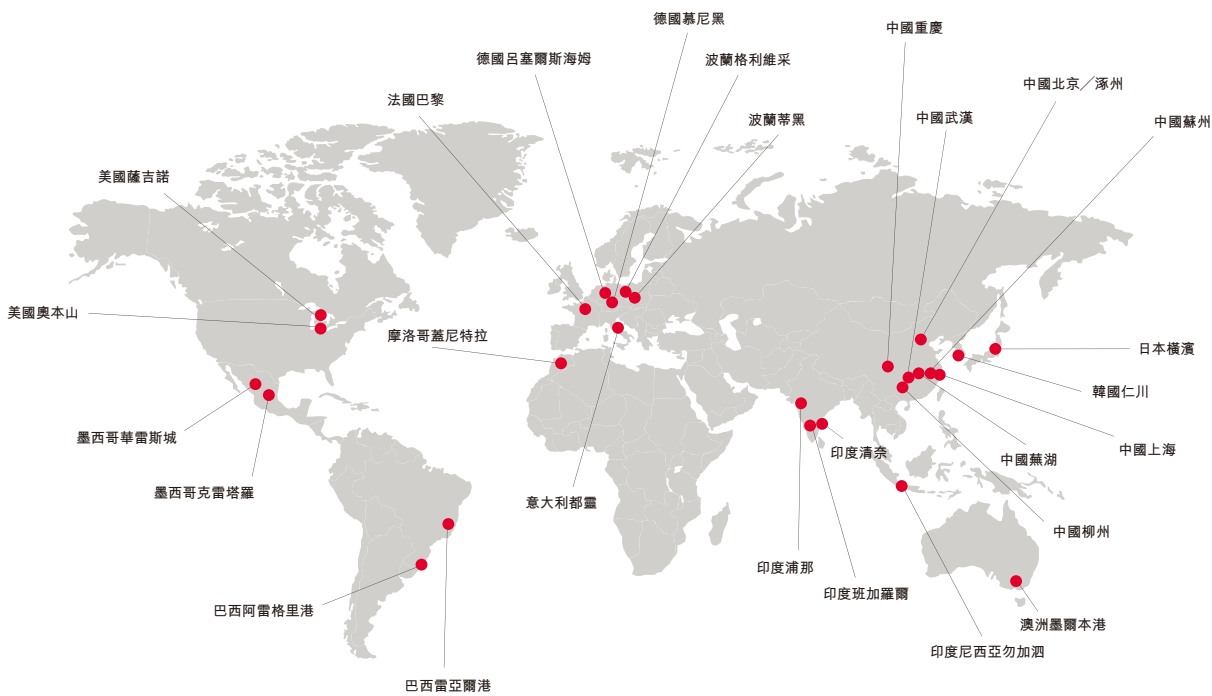 德國慕尼黑
中國重慶
德國呂塞爾斯海姆
波蘭格利維采
中國北京／涿州
法國巴黎
波蘭蒂黑
中國武漢
中國蘇州
美國薩吉諾
美國奧本山
摩洛哥蓋尼特拉
日本橫濱
韓國仁川
墨西哥華雷斯城
中國上海
印度清奈
中國蕪湖
墨西哥克雷塔羅
意大利都靈
中國柳州
印度浦那
印度班加羅爾
巴西阿雷格里港
澳洲墨爾本港
印度尼西亞勿加泗
巴西雷亞爾港